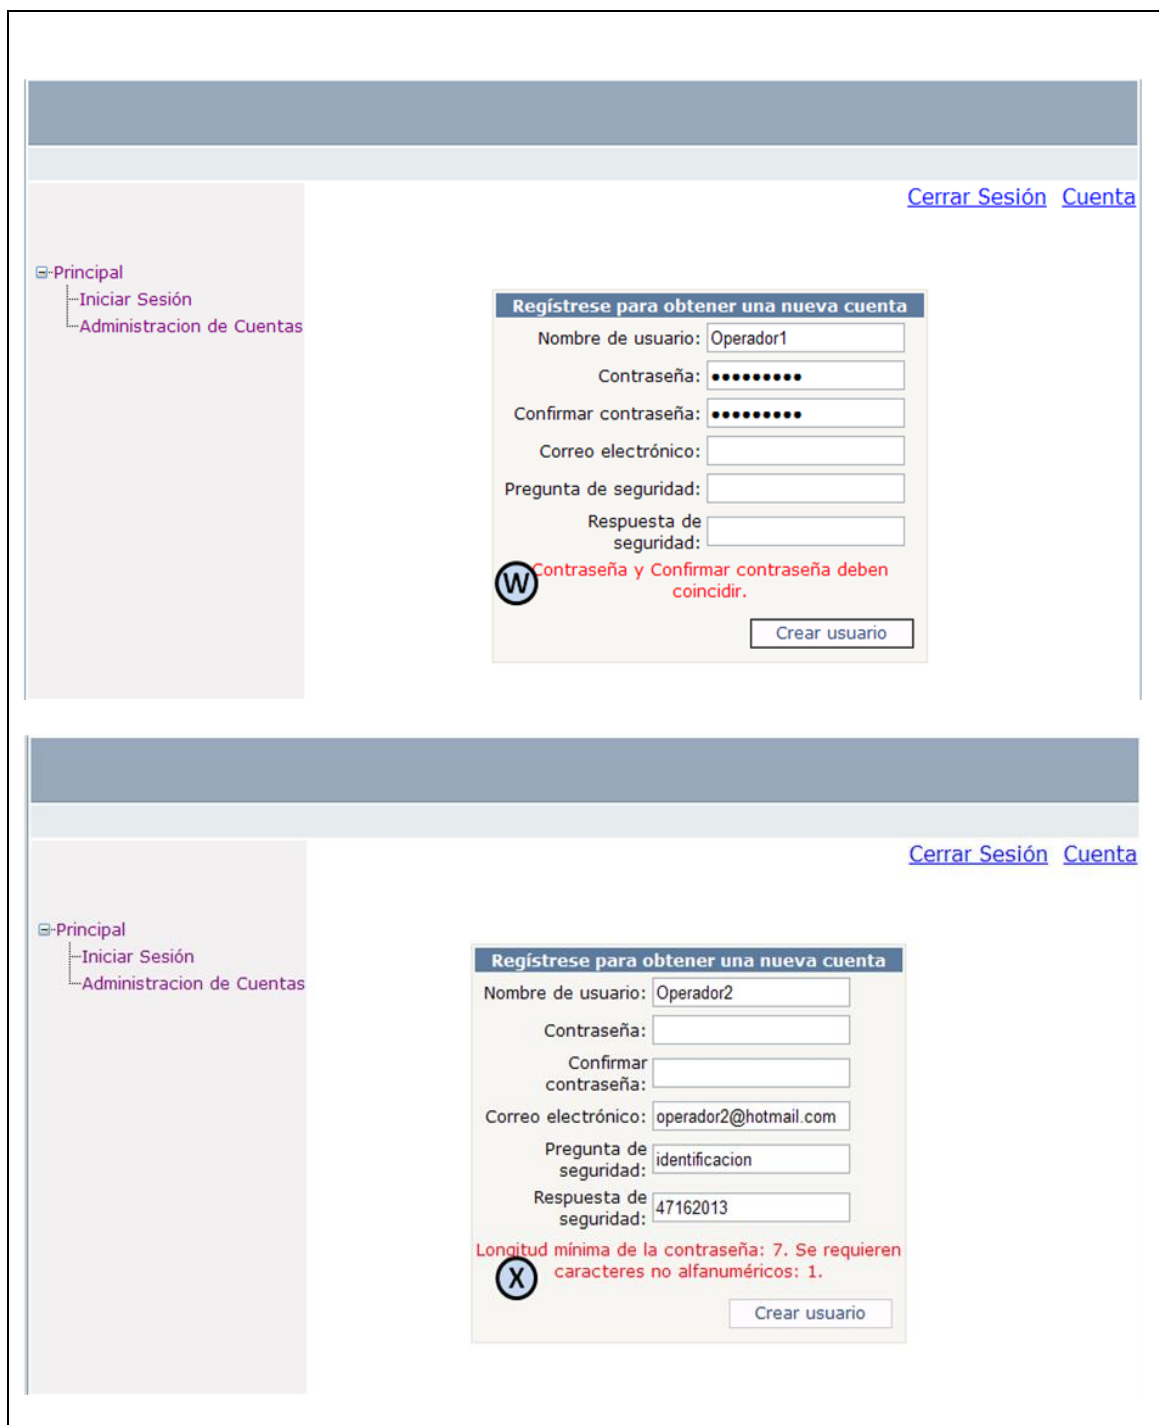 Cerrar Sesión Cuenta
Principal
Iniciar Sesión
Administracion de Cuentas
Regístrese para obtener una nueva cuenta
Nombre de usuario: Operador1
Contraseña: •••••••••
Confirmar contraseña: •••••••••
Correo electrónico:
Pregunta de seguridad:
Respuesta de
seguridad:
W
Contraseña y Confirmar contraseña deben
coincidir.
Crear usuario
Cerrar Sesión Cuenta
Principal
Iniciar Sesión
Administracion de Cuentas
Regístrese para obtener una nueva cuenta
Nombre de usuario: Operador2
Contraseña:
Confirmar
contraseña:
Correo electrónico: operador2@hotmail.com
Pregunta de
seguridad: identificacion
Respuesta de
seguridad: 47162013
Longitud mínima de la contraseña: 7. Se requieren
caracteres no alfanuméricos: 1.
X
Crear usuario